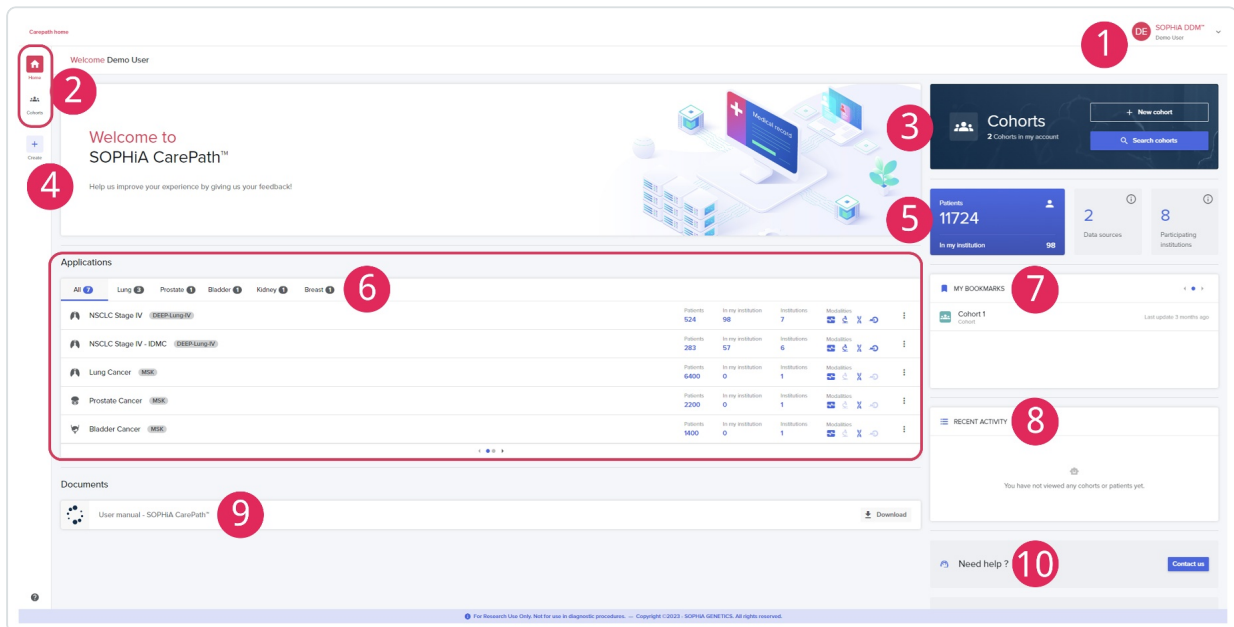 Carepath home
1
DE
SOPHiA DDM™
Demo User
Home
Cohorts
2
Create
4
Welcome Demo User
Welcome to
SOPHiA CarePath™
Help us improve your experience by giving us your feedback!
Medical record
3
Cohorts
2 Cohorts in my account
+ New cohort
Search cohorts
5
Patients
11724
In my institution 98
2
Data sources
8
Participating
institutions
Applications
All 7 Lung 3 Prostate 1 Bladder 1 Kidney 1 Breast 1
6
NSCLC Stage IV DEEP-Lung-IV Patients 524 In my institution 98 Institutions 7 Modalities
NSCLC Stage IV - IDMC DEEP-Lung-IV Patients 283 In my institution 57 Institutions 6 Modalities
Lung Cancer MSK Patients 6400 In my institution 0 Institutions 1 Modalities
Prostate Cancer MSK Patients 2200 In my institution 0 Institutions 1 Modalities
Bladder Cancer MSK Patients 1400 In my institution 0 Institutions 1 Modalities
MY BOOKMARKS
7
Cohort 1
Cohort
Last update 3 months ago
RECENT ACTIVITY
8
You have not viewed any cohorts or patients yet.
Documents
User manual - SOPHiA CarePath™
9
Download
Need help ?
10
Contact us
For Research Use Only. Not for use in diagnostic procedures. — Copyright ©2023 - SOPHiA GENETICS. All rights reserved.